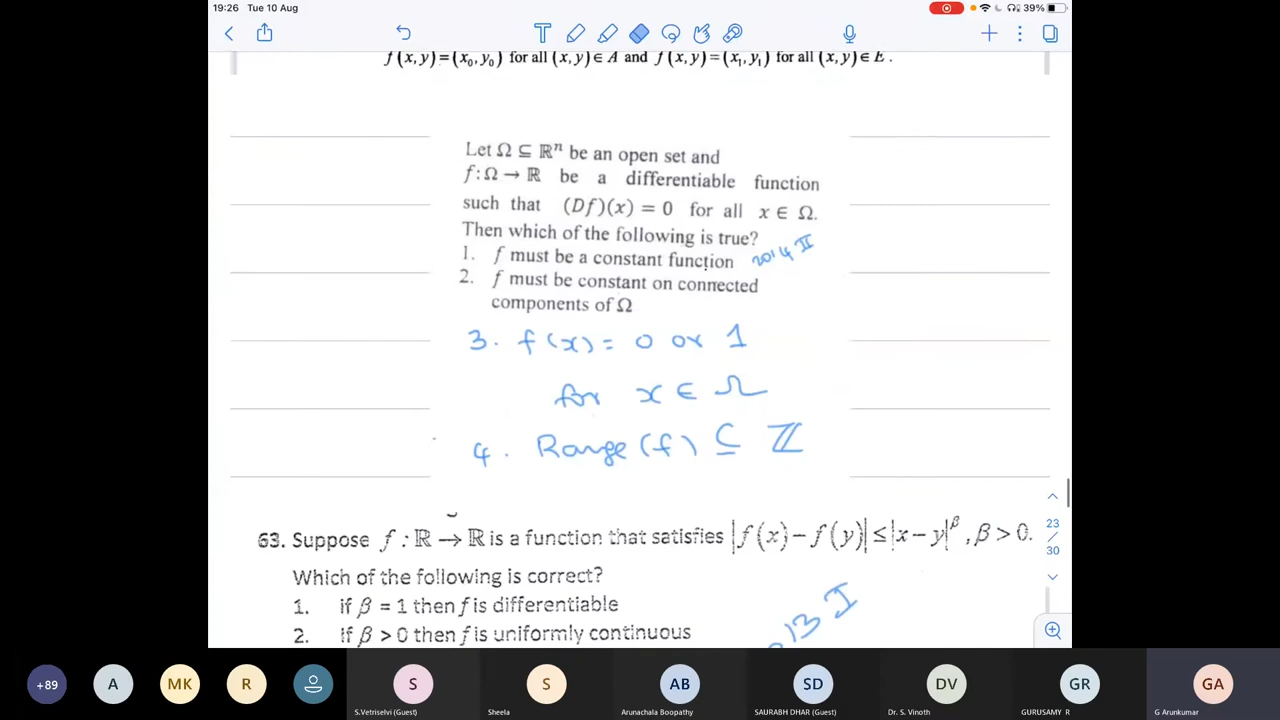 19:26 Tue 10 Aug
39%
f(x,y)=(x₀,y₀) for all (x,y)∈A and f(x,y)=(x₁,y₁) for all (x,y)∈E.
Let Ω ⊆ ℝⁿ be an open set and
f:Ω → ℝ be a differentiable function
such that (Df)(x) = 0 for all x ∈ Ω.
Then which of the following is true?
1. f must be a constant function 2014 II
2. f must be constant on connected
components of Ω
3. f(x) = 0 or 1
for x ∈ Ω
4. Range(f) ⊆ ℤ
63. Suppose f:ℝ→ℝ is a function that satisfies |f(x)−f(y)|≤|x−y|^β, β>0.
Which of the following is correct?
1. if β = 1 then f is differentiable
2. if β > 0 then f is uniformly continuous
13 I
23
/
30
+89
A
MK
R
S
S
AB
SD
DV
GR
GA
S.Vetriselvi (Guest)
Sheela
Arunachala Boopathy
SAURABH DHAR (Guest)
Dr. S. Vinoth
GURUSAMY R
G Arunkumar